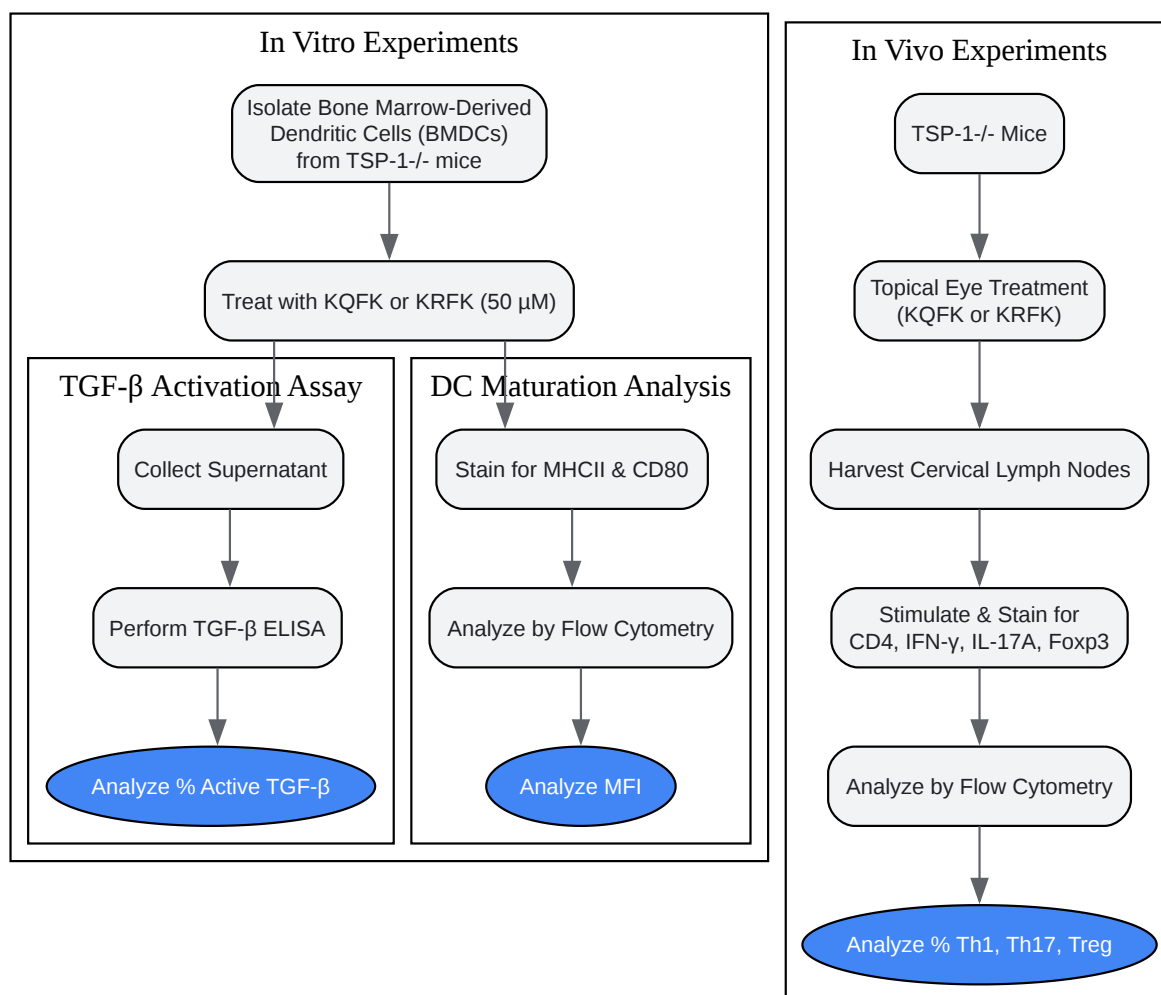 In Vitro Experiments
Isolate Bone Marrow-Derived
Dendritic Cells (BMDCs)
from TSP-1-/- mice
Treat with KQFK or KRFK (50 µM)
TGF-β Activation Assay
Collect Supernatant
Perform TGF-β ELISA
Analyze % Active TGF-β
DC Maturation Analysis
Stain for MHCII & CD80
Analyze by Flow Cytometry
Analyze MFI
In Vivo Experiments
TSP-1-/- Mice
Topical Eye Treatment
(KQFK or KRFK)
Harvest Cervical Lymph Nodes
Stimulate & Stain for
CD4, IFN-γ, IL-17A, Foxp3
Analyze by Flow Cytometry
Analyze % Th1, Th17, Treg